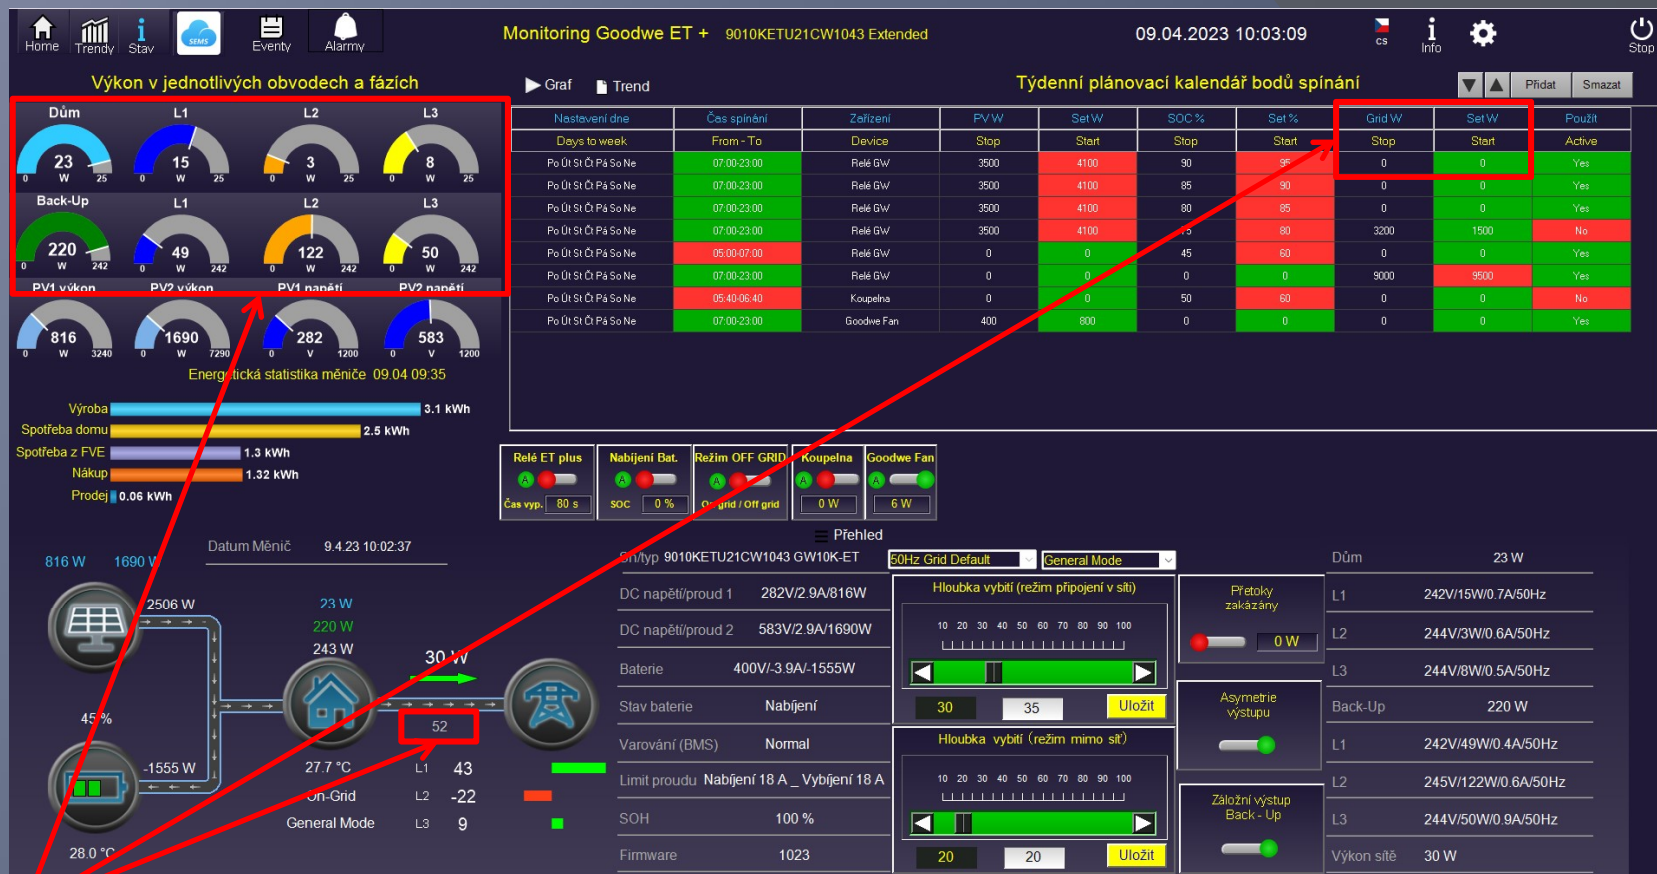 Home Trendy Stav SEMS Eventy Alarmy Monitoring Goodwe ET + 9010KETU21CW1043 Extended 09.04.2023 10:03:09 cs Info Stop
Výkon v jednotlivých obvodech a fázích
Dům L1 L2 L3
23 15 3 8
0 W 25 0 W 25 0 W 25 0 W 25
Back-Up L1 L2 L3
220 49 122 50
0 W 242 0 W 242 0 W 242 0 W 242
PV1 výkon PV2 výkon PV1 napětí PV2 napětí
816 1690 282 583
0 W 3240 0 W 7290 0 V 1200 0 V 1200
Energetická statistika měniče 09.04 09:35
Výroba 3.1 kWh
Spotřeba domu 2.5 kWh
Spotřeba z FVE 1.3 kWh
Nákup 1.32 kWh
Prodej 0.06 kWh
Graf Trend Týdenní plánovací kalendář bodů spínání Přidat Smazat
Nastavení dne Čas spínání Zařízení PV W Set W SOC % Set % Grid W Set W Použít
Days to week From - To Device Stop Start Stop Start Stop Start Active
Po Út St Čt Pá So Ne 07:00-23:00 Relé GW 3500 4100 90 95 0 0 Yes
Po Út St Čt Pá So Ne 07:00-23:00 Relé GW 3500 4100 85 90 0 0 Yes
Po Út St Čt Pá So Ne 07:00-23:00 Relé GW 3500 4100 80 85 0 0 Yes
Po Út St Čt Pá So Ne 07:00-23:00 Relé GW 3500 4100 80 3200 1500 No
Po Út St Čt Pá So Ne 05:00-07:00 Relé GW 0 0 45 60 0 0 Yes
Po Út St Čt Pá So Ne 07:00-23:00 Relé GW 0 0 0 0 9000 9500 Yes
Po Út St Čt Pá So Ne 05:40-06:40 Koupelna 0 0 50 60 0 0 No
Po Út St Čt Pá So Ne 07:00-23:00 Goodwe Fan 400 800 0 0 0 0 Yes
Relé ET plus Nabíjení Bat. Režim OFF GRID Koupelna Goodwe Fan
A A A A A
Čas vyp. 80 s SOC 0 % On grid / Off grid 0 W 6 W
Přehled
Datum Měnič 9.4.23 10:02:37
816 W 1690 W
2506 W
23 W
220 W
243 W
30 W
45 %
52
-1555 W
27.7 °C L1 43
On-Grid L2 -22
General Mode L3 9
28.0 °C
Sn/typ 9010KETU21CW1043 GW10K-ET
DC napětí/proud 1 282V/2.9A/816W
DC napětí/proud 2 583V/2.9A/1690W
Baterie 400V/-3.9A/-1555W
Stav baterie Nabíjení
Varování (BMS) Normal
Limit proudu Nabíjení 18 A _ Vybíjení 18 A
SOH 100 %
Firmware 1023
50Hz Grid Default General Mode
Hloubka vybití (režim připojení v síti)
10 20 30 40 50 60 70 80 90 100
30 35 Uložit
Hloubka vybití (režim mimo síť)
10 20 30 40 50 60 70 80 90 100
20 20 Uložit
Přetoky
zakázány
0 W
Asymetrie
výstupu
Záložní výstup
Back - Up
Dům 23 W
L1 242V/15W/0.7A/50Hz
L2 244V/3W/0.6A/50Hz
L3 244V/8W/0.5A/50Hz
Back-Up 220 W
L1 242V/49W/0.4A/50Hz
L2 245V/122W/0.6A/50Hz
L3 244V/50W/0.9A/50Hz
Výkon sítě 30 W